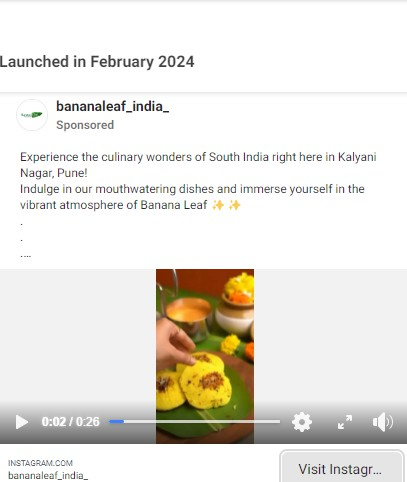 Launched in February 2024
bananaleaf_india_
Sponsored
Experience the culinary wonders of South India right here in Kalyani
Nagar, Pune!
Indulge in our mouthwatering dishes and immerse yourself in the
vibrant atmosphere of Banana Leaf ✨ ✨
.
.
....
0:02 / 0:26
INSTAGRAM.COM
bananaleaf_india_
Visit Instagr...